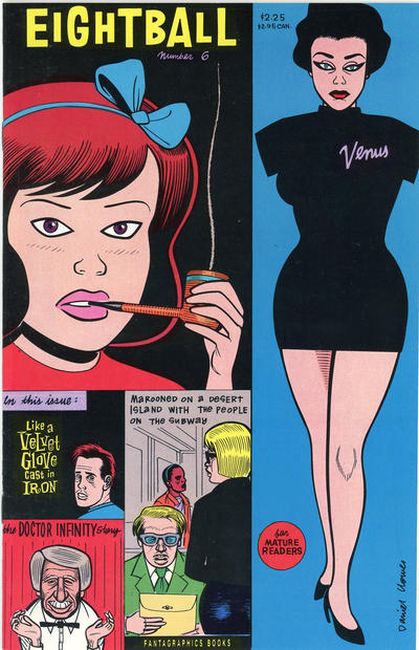 EIGHTBALL
Number 6
$2.25
$2.95 CAN.
Venus
In this issue:
Like a
Velvet
Glove
Cast in
IRON
MAROONED ON A DESERT
ISLAND WITH THE PEOPLE
ON THE SUBWAY
the DOCTOR INFINITY Story
for
MATURE
READERS
FANTAGRAPHICS BOOKS
Daniel Clowes